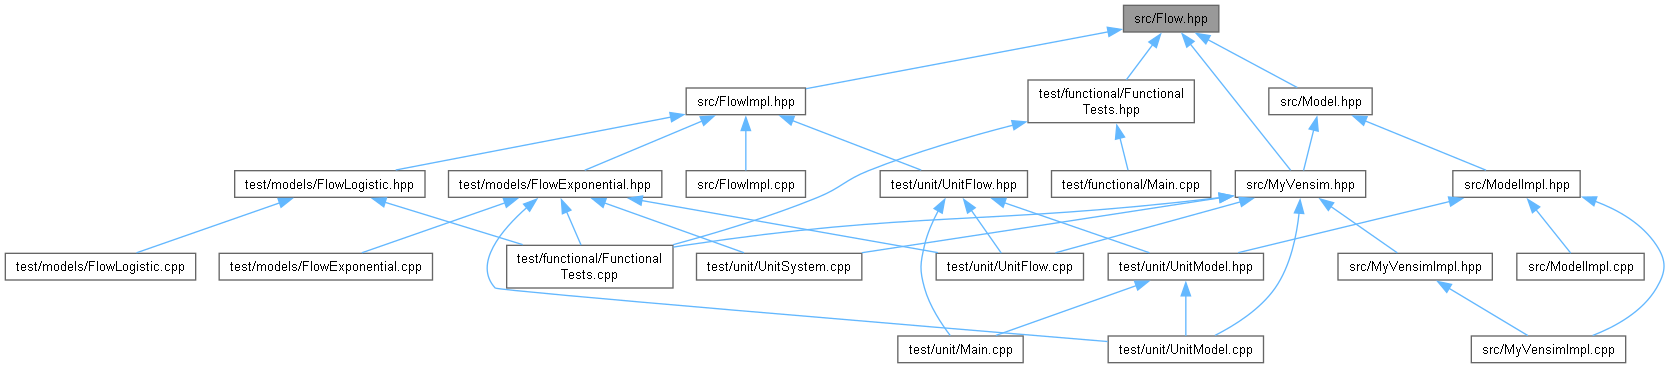 src/Flow.hpp
src/FlowImpl.hpp
test/functional/Functional
Tests.hpp
src/Model.hpp
test/models/FlowLogistic.hpp
test/models/FlowExponential.hpp
src/FlowImpl.cpp
test/unit/UnitFlow.hpp
test/functional/Main.cpp
src/MyVensim.hpp
src/ModelImpl.hpp
test/models/FlowLogistic.cpp
test/models/FlowExponential.cpp
test/functional/Functional
Tests.cpp
test/unit/UnitSystem.cpp
test/unit/UnitFlow.cpp
test/unit/UnitModel.hpp
src/MyVensimImpl.hpp
src/ModelImpl.cpp
test/unit/Main.cpp
test/unit/UnitModel.cpp
src/MyVensimImpl.cpp